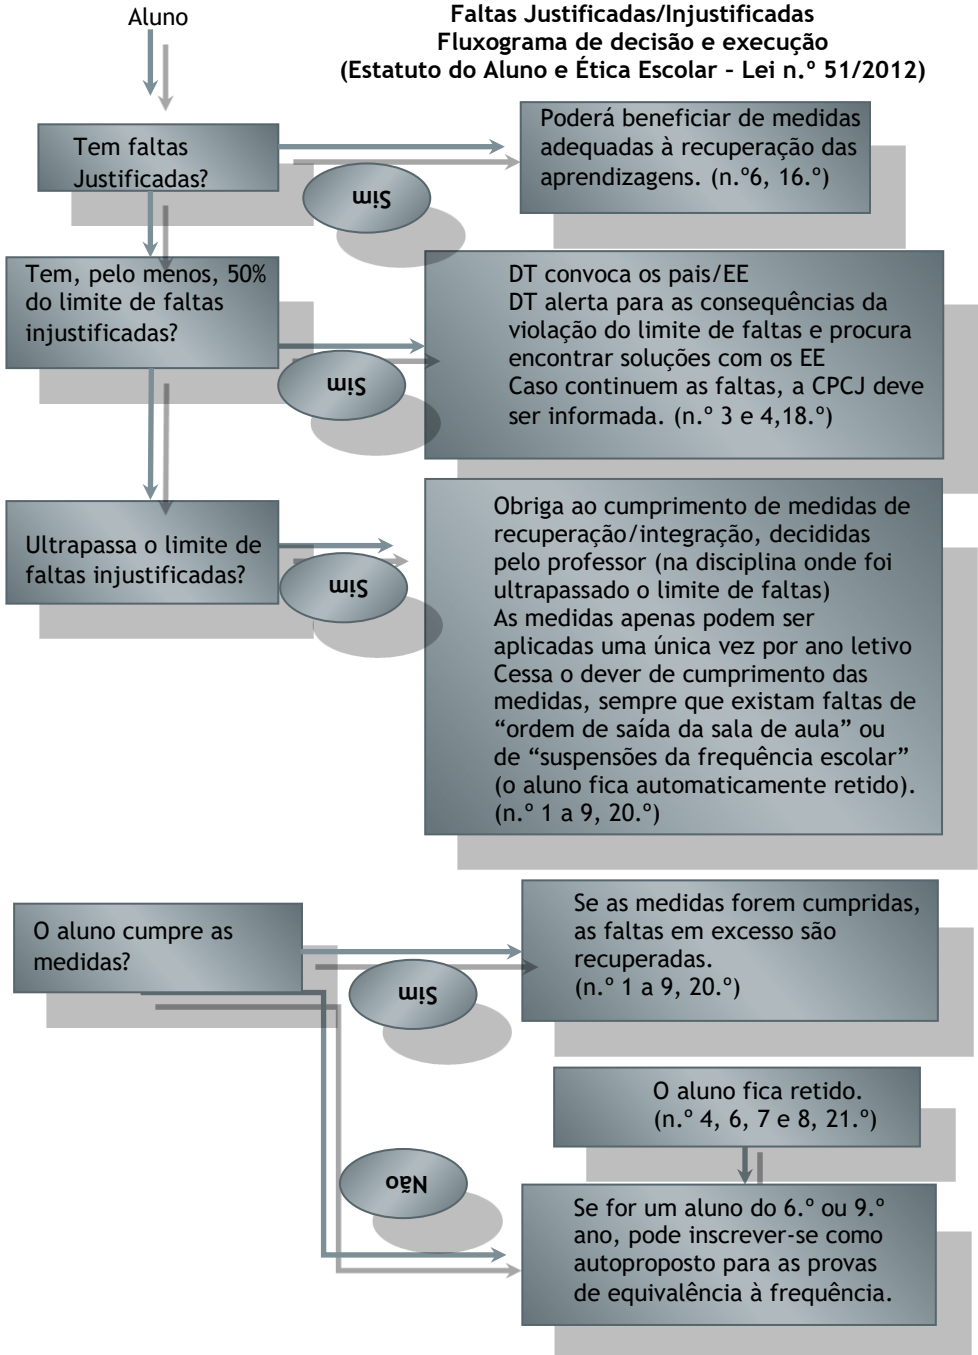 Aluno
Faltas Justificadas/Injustificadas
Fluxograma de decisão e execução
(Estatuto do Aluno e Ética Escolar – Lei n.º 51/2012)
Tem faltas
Justificadas?
Sim
Poderá beneficiar de medidas
adequadas à recuperação das
aprendizagens. (n.º6, 16.º)
Tem, pelo menos, 50%
do limite de faltas
injustificadas?
Sim
DT convoca os pais/EE
DT alerta para as consequências da
violação do limite de faltas e procura
encontrar soluções com os EE
Caso continuem as faltas, a CPCJ deve
ser informada. (n.º 3 e 4,18.º)
Ultrapassa o limite de
faltas injustificadas?
Sim
Obriga ao cumprimento de medidas de
recuperação/integração, decididas
pelo professor (na disciplina onde foi
ultrapassado o limite de faltas)
As medidas apenas podem ser
aplicadas uma única vez por ano letivo
Cessa o dever de cumprimento das
medidas, sempre que existam faltas de
“ordem de saída da sala de aula” ou
de “suspensões da frequência escolar”
(o aluno fica automaticamente retido).
(n.º 1 a 9, 20.º)
O aluno cumpre as
medidas?
Sim
Se as medidas forem cumpridas,
as faltas em excesso são
recuperadas.
(n.º 1 a 9, 20.º)
O aluno fica retido.
(n.º 4, 6, 7 e 8, 21.º)
Não
Se for um aluno do 6.º ou 9.º
ano, pode inscrever-se como
autoproposto para as provas
de equivalência à frequência.